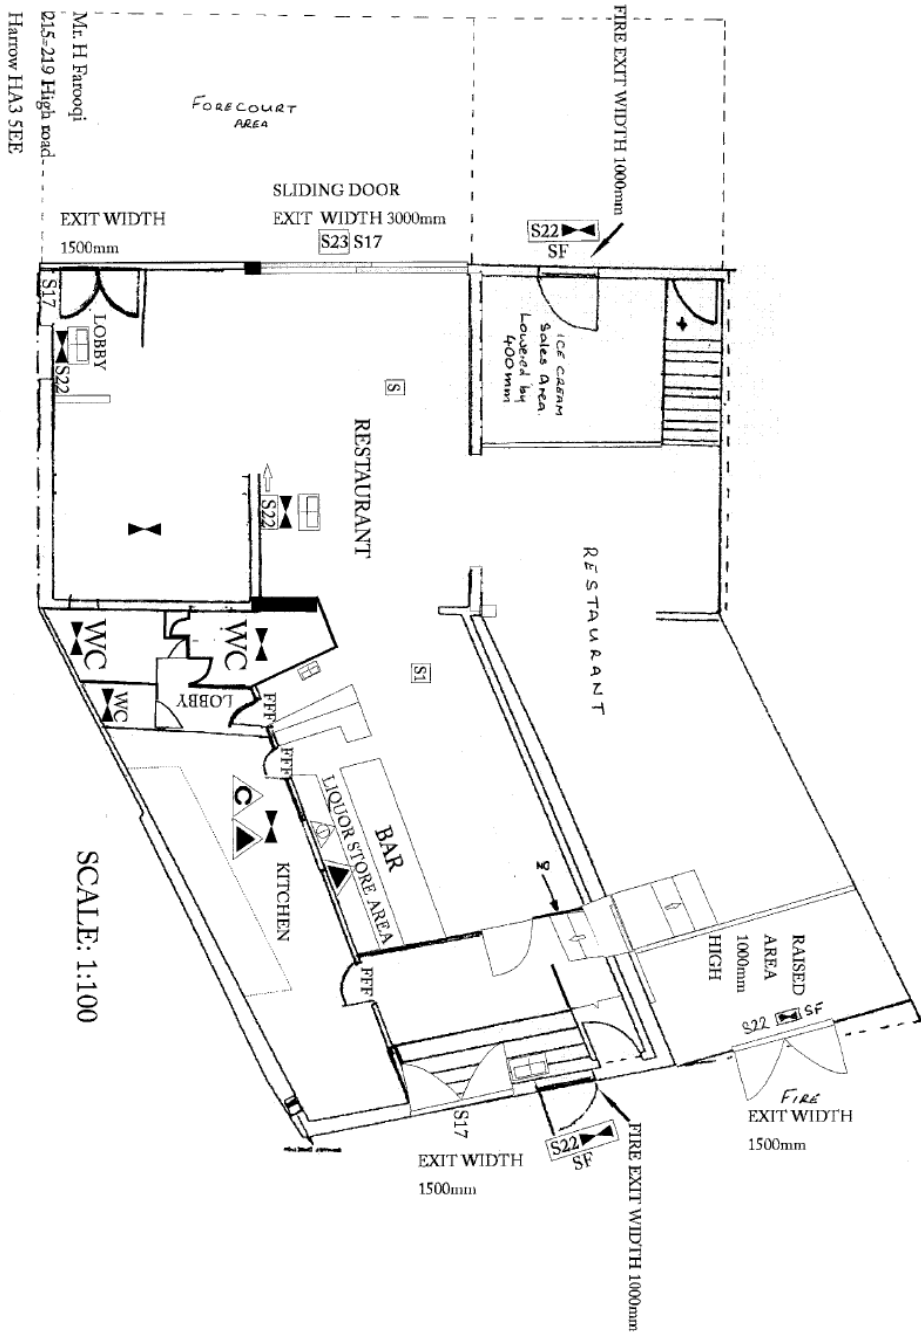 Mr. H Farooqi
215-219 High road
Harrow HA3 5EE
FORECOURT
AREA
FIRE EXIT WIDTH 1000mm
SLIDING DOOR
EXIT WIDTH 3000mm
S23 S17
EXIT WIDTH
1500mm
S22
SF
S17
LOBBY
S22
ICE CREAM
Sales Area.
Lowered by
400mm
S
RESTAURANT
S22
RESTAURANT
WC
WC
WC
LOBBY
FFF
S1
FFF
C
KITCHEN
LIQUOR STORE AREA
BAR
FFF
NO
RAISED
AREA
1000mm
HIGH
S22
SF
FIRE
EXIT WIDTH
1500mm
S17
EXIT WIDTH
1500mm
S22
SF
FIRE EXIT WIDTH 1000mm
SCALE: 1:100